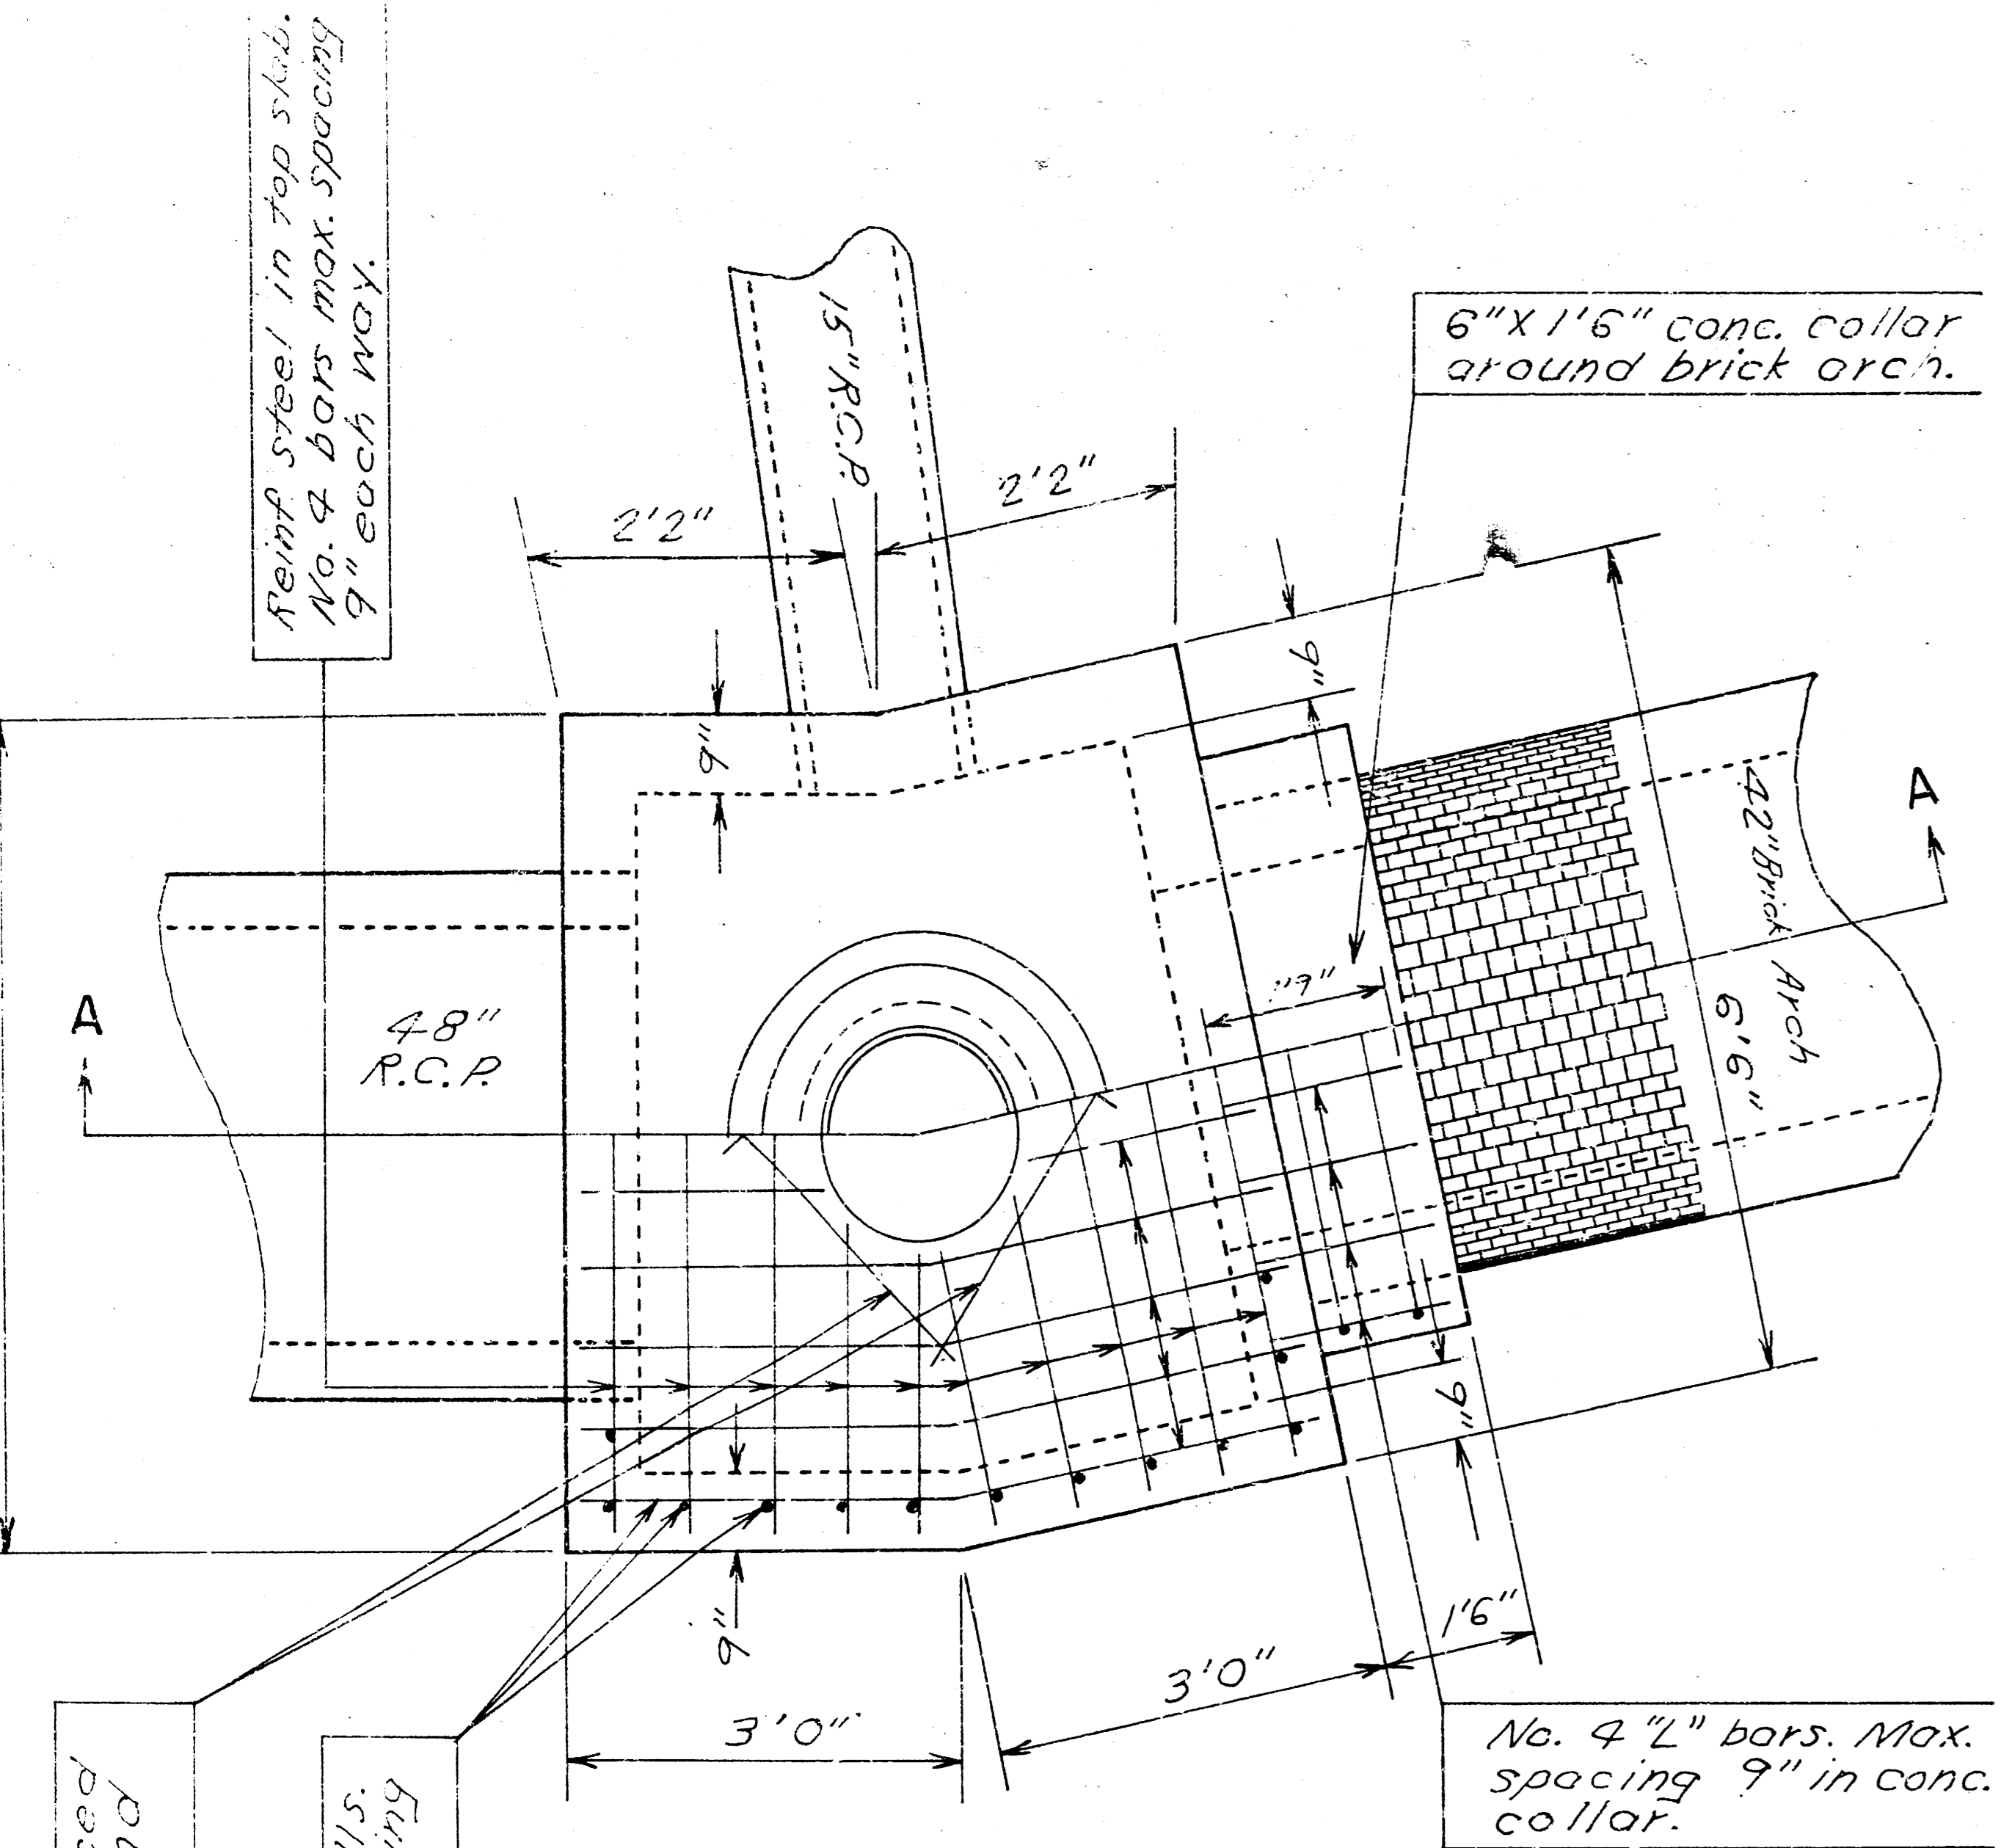 Reinf. steel in top slab.
No. 4 bars max. spacing
9" each way.
15" R.C.P.
6"X 1'6" conc. collar
around brick arch.
2'2"
2'2"
9"
9"
A
42" Brick Arch
6'6"
A
48"
R.C.P.
9"
9"
1'6"
3'0"
3'0"
No. 4 "L" bars. Max.
spacing 9" in conc.
collar.